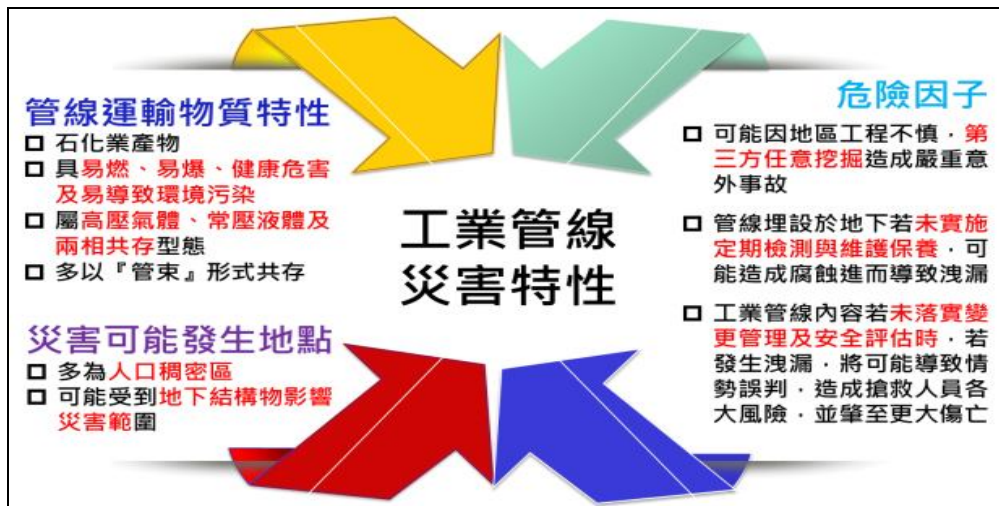 管線運輸物質特性
□ 石化業產物
□ 具易燃、易爆、健康危害
及易導致環境污染
□ 屬高壓氣體、常壓液體及
兩相共存型態
□ 多以『管束』形式共存
災害可能發生地點
□ 多為人口稠密區
□ 可能受到地下結構物影響
災害範圍
工業管線
災害特性
危險因子
□ 可能因地區工程不慎，第
三方任意挖掘造成嚴重意
外事故
□ 管線埋設於地下若未實施
定期檢測與維護保養，可
能造成腐蝕進而導致洩漏
□ 工業管線內容若未落實變
更管理及安全評估時，若
發生洩漏，將可能導致情
勢誤判，造成搶救人員各
大風險，並肇至更大傷亡